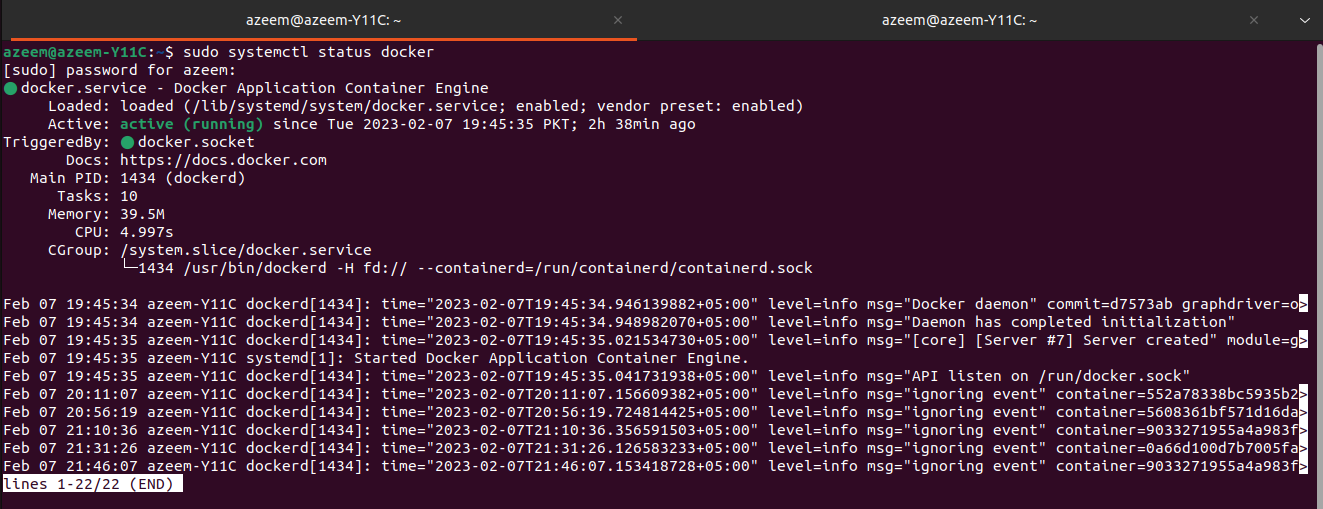 azeem@azeem-Y11C: ~
azeem@azeem-Y11C: ~
azeem@azeem-Y11C:~$ sudo systemctl status docker
[sudo] password for azeem:
● docker.service - Docker Application Container Engine
     Loaded: loaded (/lib/systemd/system/docker.service; enabled; vendor preset: enabled)
     Active: active (running) since Tue 2023-02-07 19:45:35 PKT; 2h 38min ago
TriggeredBy: ● docker.socket
       Docs: https://docs.docker.com
   Main PID: 1434 (dockerd)
      Tasks: 10
     Memory: 39.5M
        CPU: 4.997s
     CGroup: /system.slice/docker.service
             └─1434 /usr/bin/dockerd -H fd:// --containerd=/run/containerd/containerd.sock
Feb 07 19:45:34 azeem-Y11C dockerd[1434]: time="2023-02-07T19:45:34.946139882+05:00" level=info msg="Docker daemon" commit=d7573ab graphdriver=o>
Feb 07 19:45:34 azeem-Y11C dockerd[1434]: time="2023-02-07T19:45:34.948982070+05:00" level=info msg="Daemon has completed initialization"
Feb 07 19:45:35 azeem-Y11C dockerd[1434]: time="2023-02-07T19:45:35.021534730+05:00" level=info msg="[core] [Server #7] Server created" module=g>
Feb 07 19:45:35 azeem-Y11C systemd[1]: Started Docker Application Container Engine.
Feb 07 19:45:35 azeem-Y11C dockerd[1434]: time="2023-02-07T19:45:35.041731938+05:00" level=info msg="API listen on /run/docker.sock"
Feb 07 20:11:07 azeem-Y11C dockerd[1434]: time="2023-02-07T20:11:07.156609382+05:00" level=info msg="ignoring event" container=552a78338bc5935b2>
Feb 07 20:56:19 azeem-Y11C dockerd[1434]: time="2023-02-07T20:56:19.724814425+05:00" level=info msg="ignoring event" container=5608361bf571d16da>
Feb 07 21:10:36 azeem-Y11C dockerd[1434]: time="2023-02-07T21:10:36.356591503+05:00" level=info msg="ignoring event" container=9033271955a4a983f>
Feb 07 21:31:26 azeem-Y11C dockerd[1434]: time="2023-02-07T21:31:26.126583233+05:00" level=info msg="ignoring event" container=0a66d100d7b7005fa>
Feb 07 21:46:07 azeem-Y11C dockerd[1434]: time="2023-02-07T21:46:07.153418728+05:00" level=info msg="ignoring event" container=9033271955a4a983f>
lines 1-22/22 (END)